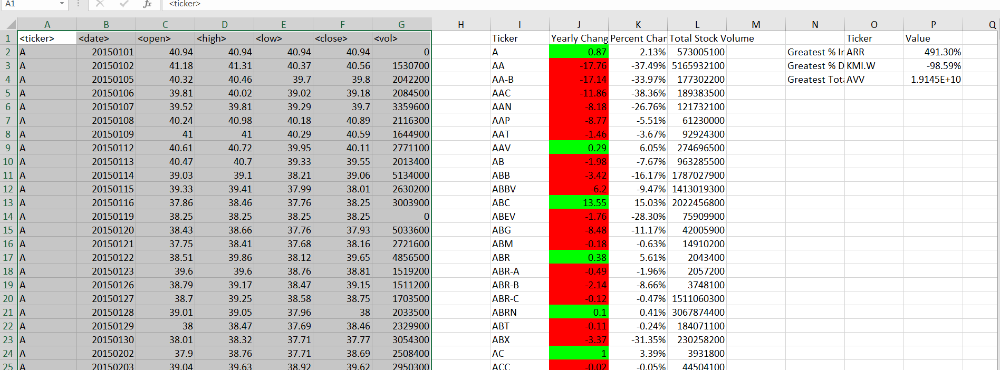 A1 fx <ticker>
A B C D E F G H I J K L M N O P Q
1 <ticker> <date> <open> <high> <low> <close> <vol> Ticker Yearly Chang Percent Char Total Stock Volume Ticker Value
2 A 20150101 40.94 40.94 40.94 40.94 0 A 0.87 2.13% 573005100 Greatest % In ARR 491.30%
3 A 20150102 41.18 41.31 40.37 40.56 1530700 AA -17.76 -37.49% 5165932100 Greatest % D KMI.W -98.59%
4 A 20150105 40.32 40.46 39.7 39.8 2042200 AA-B -17.14 -33.97% 177302200 Greatest Tota AVV 1.9145E+10
5 A 20150106 39.81 40.02 39.02 39.18 2084500 AAC -11.86 -38.36% 189383500
6 A 20150107 39.52 39.81 39.29 39.7 3359600 AAN -8.18 -26.76% 121732100
7 A 20150108 40.24 40.98 40.18 40.89 2116300 AAP -8.77 -5.51% 61230000
8 A 20150109 41 41 40.29 40.59 1644900 AAT -1.46 -3.67% 92924300
9 A 20150112 40.61 40.72 39.95 40.11 2771100 AAV 0.29 6.05% 274696500
10 A 20150113 40.47 40.7 39.33 39.55 2013400 AB -1.98 -7.67% 963285500
11 A 20150114 39.03 39.1 38.21 39.06 5134000 ABB -3.42 -16.17% 1787027900
12 A 20150115 39.33 39.41 37.99 38.01 2630200 ABBV -6.2 -9.47% 1413019300
13 A 20150116 37.86 38.46 37.76 38.25 3003900 ABC 13.55 15.03% 2022456800
14 A 20150119 38.25 38.25 38.25 38.25 0 ABEV -1.76 -28.30% 75909900
15 A 20150120 38.43 38.66 37.76 37.93 5033600 ABG -8.48 -11.17% 42005900
16 A 20150121 37.75 38.41 37.68 38.16 2721600 ABM -0.18 -0.63% 14910200
17 A 20150122 38.51 39.86 38.12 39.65 4856500 ABR 0.38 5.61% 2043400
18 A 20150123 39.6 39.6 38.76 38.81 1519200 ABR-A -0.49 -1.96% 2057200
19 A 20150126 38.79 39.17 38.47 39.15 1511200 ABR-B -2.14 -8.66% 3748100
20 A 20150127 38.7 39.25 38.58 38.75 1703500 ABR-C -0.12 -0.47% 1511060300
21 A 20150128 39.01 39.05 37.96 38 2033500 ABRN 0.1 0.41% 3067874400
22 A 20150129 38 38.47 37.69 38.46 2329900 ABT -0.11 -0.24% 184071100
23 A 20150130 38.01 38.32 37.71 37.77 3054300 ABX -3.37 -31.35% 230258200
24 A 20150202 37.9 38.76 37.71 38.69 2508400 AC 1 3.39% 3931800
25 A 20150203 39.04 39.63 38.92 39.62 2950300 ACC -0.02 -0.05% 44504100